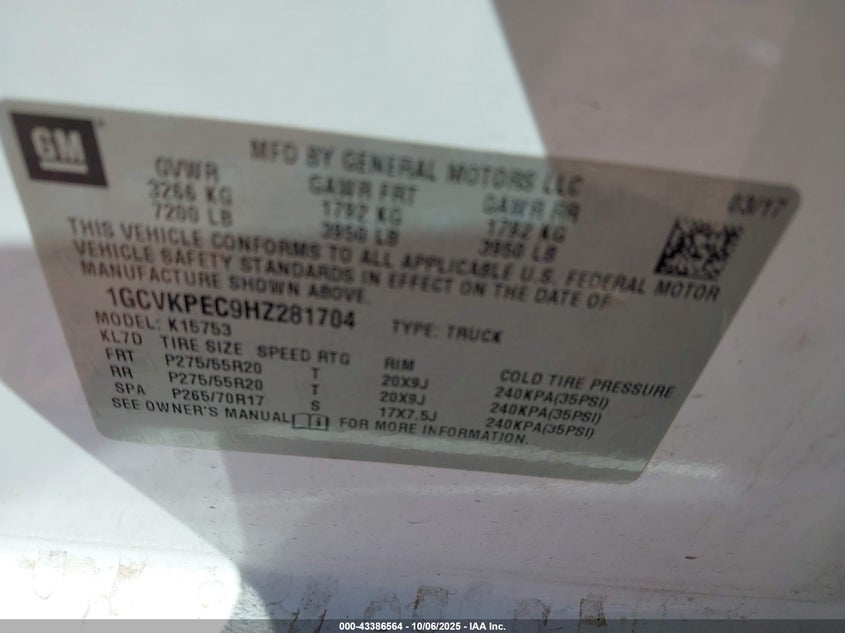 GM
MFD BY GENERAL MOTORS LLC
03/17
GVWR GAWR FRT GAWR RR
3266 KG 1792 KG 1792 KG
7200 LB 3950 LB 3950 LB
THIS VEHICLE CONFORMS TO ALL APPLICABLE U.S. FEDERAL MOTOR
VEHICLE SAFETY STANDARDS IN EFFECT ON THE DATE OF
MANUFACTURE SHOWN ABOVE.
1GCVKPEC9HZ281704
MODEL: K15753 TYPE: TRUCK
KL7D TIRE SIZE SPEED RTG RIM COLD TIRE PRESSURE
FRT P275/55R20 T 20X9J 240KPA(35PSI)
RR P275/55R20 T 20X9J 240KPA(35PSI)
SPA P265/70R17 S 17X7.5J 240KPA(35PSI)
SEE OWNER'S MANUAL FOR MORE INFORMATION.
000-43386564 - 10/06/2025 - IAA Inc.